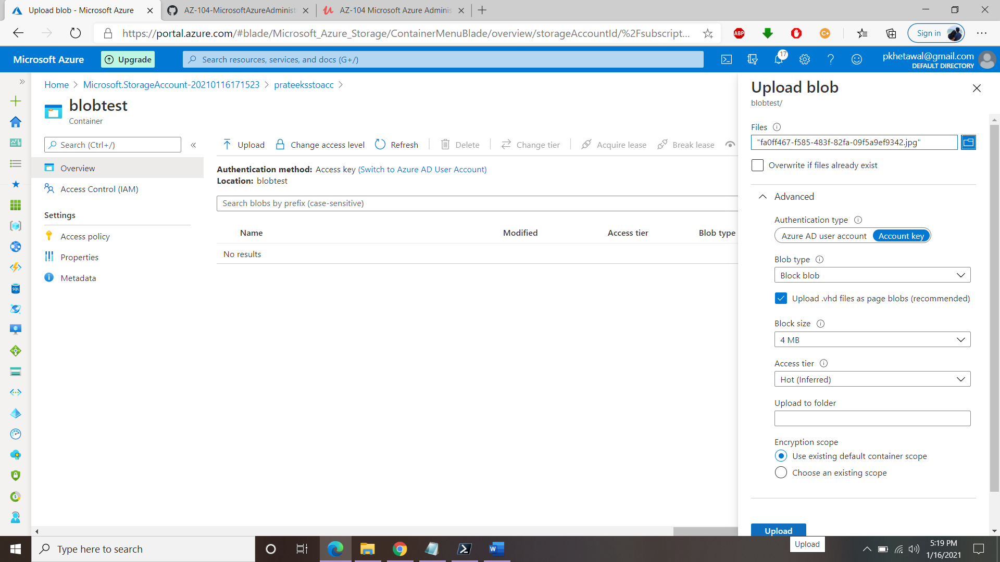 Upload blob - Microsoft Azure
AZ-104-MicrosoftAzureAdminist
AZ-104 Microsoft Azure Adminis
https://portal.azure.com/#blade/Microsoft_Azure_Storage/ContainerMenuBlade/overview/storageAccountId/%2Fsubscript...
ABP
C+
Sign in
Microsoft Azure
Upgrade
Search resources, services, and docs (G+/)
17
pkhetawal@gmail.com
DEFAULT DIRECTORY
Home > Microsoft.StorageAccount-20210116171523 > prateeksstoacc >
blobtest
Container
Search (Ctrl+/)
Overview
Access Control (IAM)
Settings
Access policy
Properties
Metadata
SQL
Upload
Change access level
Refresh
Delete
Change tier
Acquire lease
Break lease
Authentication method: Access key (Switch to Azure AD User Account)
Location: blobtest
Search blobs by prefix (case-sensitive)
Name Modified Access tier Blob type
No results
Upload blob
blobtest/
Files
"fa0ff467-f585-483f-82fa-09f5a9ef9342.jpg"
Overwrite if files already exist
Advanced
Authentication type
Azure AD user account Account key
Blob type
Block blob
Upload .vhd files as page blobs (recommended)
Block size
4 MB
Access tier
Hot (Inferred)
Upload to folder
Encryption scope
Use existing default container scope
Choose an existing scope
Upload
Upload
Type here to search
5:19 PM
1/16/2021